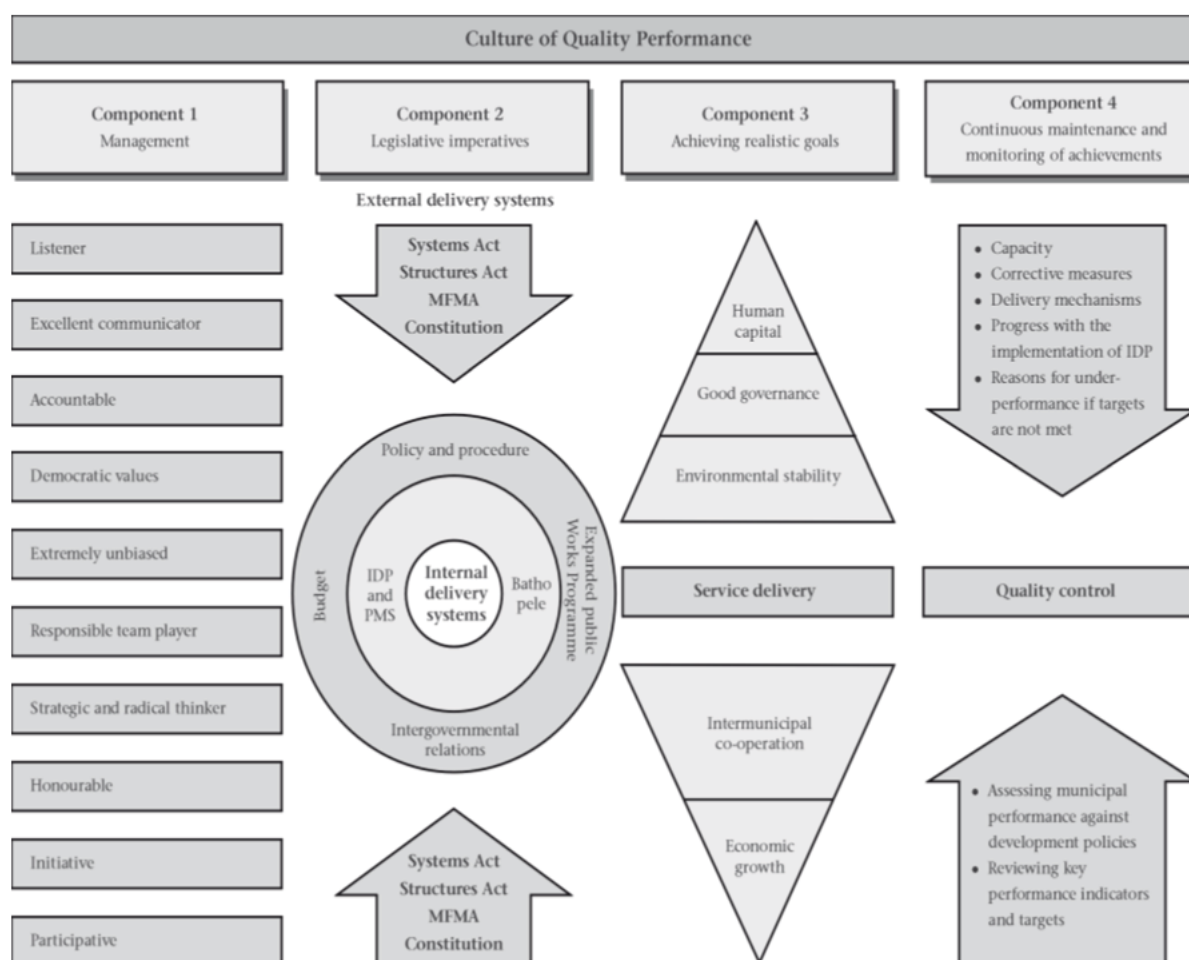 Culture of Quality Performance
Component 1
Management
Listener
Excellent communicator
Accountable
Democratic values
Extremely unbiased
Responsible team player
Strategic and radical thinker
Honourable
Initiative
Participative
Component 2
Legislative imperatives
External delivery systems
Systems Act
Structures Act
MFMA
Constitution
Policy and procedure
Budget
IDP
and
PMS
Internal
delivery
systems
Batho
pele
Expanded public
Works Programme
Intergovernmental
relations
Systems Act
Structures Act
MFMA
Constitution
Component 3
Achieving realistic goals
Human
capital
Good governance
Environmental stability
Service delivery
Intermunicipal
co-operation
Economic
growth
Component 4
Continuous maintenance and
monitoring of achievements
• Capacity
• Corrective measures
• Delivery mechanisms
• Progress with the
implementation of IDP
• Reasons for under-
performance if targets
are not met
Quality control
• Assessing municipal
performance against
development policies
• Reviewing key
performance indicators
and targets